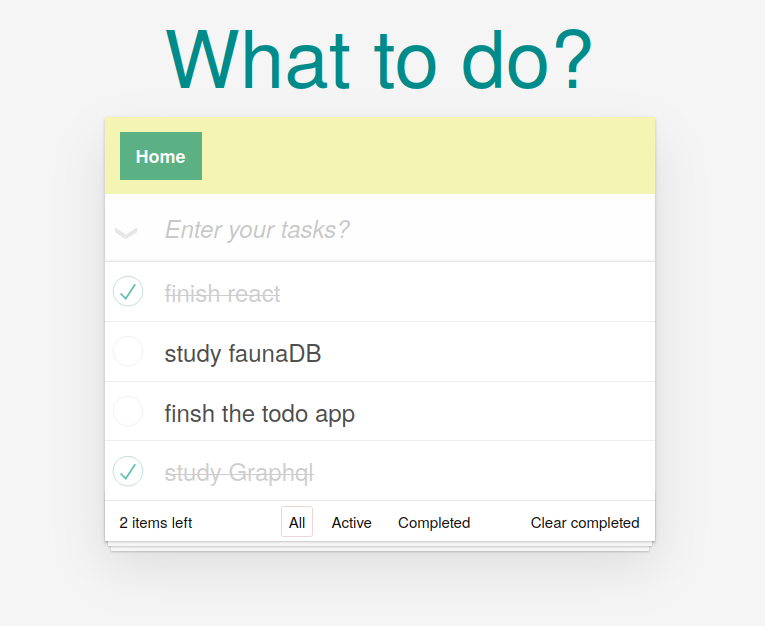 What to do?
Home
Enter your tasks?
finish react
study faunaDB
finsh the todo app
study Graphql
2 items left All Active Completed Clear completed